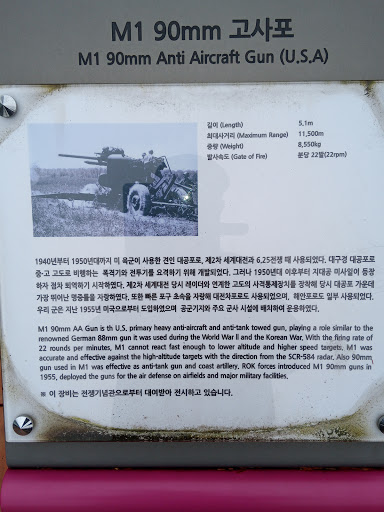 M1 90mm 고사포
M1 90mm Anti Aircraft Gun (U.S.A)
길이 (Length) 5.1m
최대사거리 (Maximum Range) 11,500m
중량 (Weight) 8,550kg
발사속도 (Gate of Fire) 분당 22발(22rpm)
1940년부터 1950년대까지 미 육군이 사용한 견인 대공포로, 제2차 세계대전과 6.25전쟁 때 사용되었다. 대구경 대공포로
중·고 고도로 비행하는 폭격기와 전투기를 요격하기 위해 개발되었다. 그러나 1950년대 이후부터 지대공 미사일이 등장
하자 점차 퇴역하기 시작하였다. 제2차 세계대전 당시 레이더와 연계한 고도의 사격통제장치를 장착해 당시 대공포 가운데
가장 뛰어난 명중률을 자랑하였다. 또한 빠른 포구 초속을 자랑해 대전차포로도 사용되었으며, 해안포로도 일부 사용되었다.
우리 군은 지난 1955년 미국으로부터 도입하였으며 공군기지와 주요 군사 시설에 배치하여 운용하였다.
M1 90mm AA Gun is th U.S. primary heavy anti-aircraft and anti-tank towed gun, playing a role similar to the
renowned German 88mm gun it was used during the World War II and the Korean War. With the firing rate of
22 rounds per minutes, M1 cannot react fast enough to lower altitude and higher speed targets. M1 was
accurate and effective against the high-altitude targets with the direction from the SCR-584 radar. Also 90mm
gun used in M1 was effective as anti-tank gun and coast artillery. ROK forces introduced M1 90mm guns in
1955, deployed the guns for the air defense on airfields and major military facilities.
※ 이 장비는 전쟁기념관으로부터 대여받아 전시하고 있습니다.